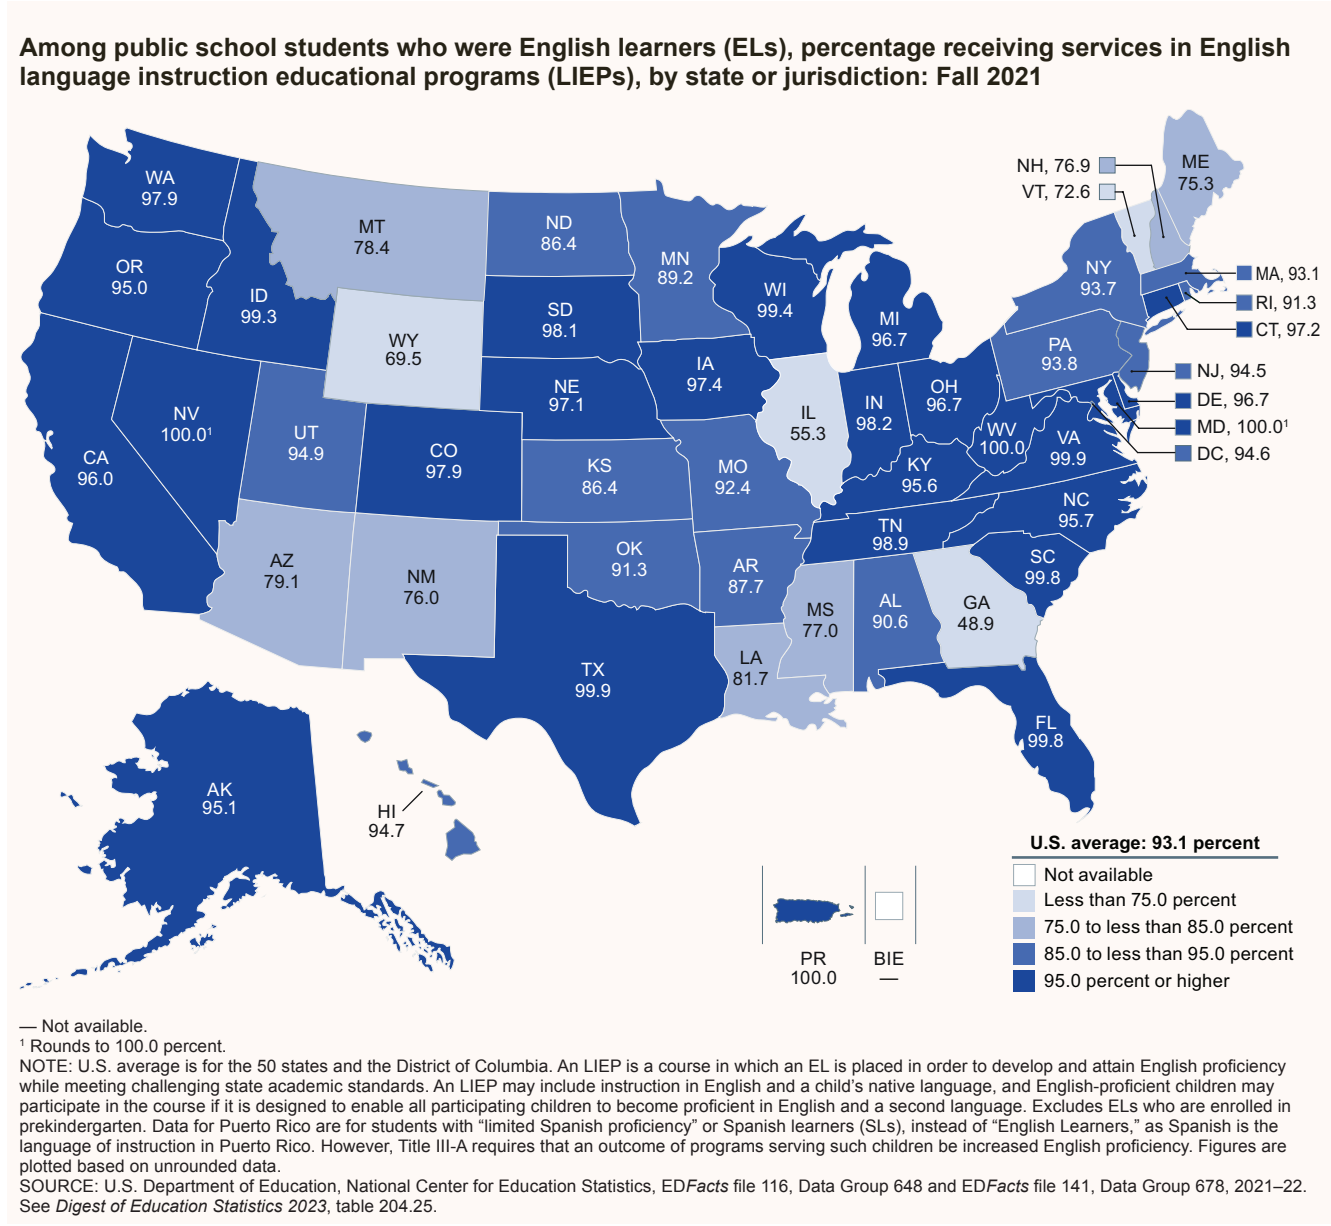 Among public school students who were English learners (ELs), percentage receiving services in English
language instruction educational programs (LIEPs), by state or jurisdiction: Fall 2021
WA
97.9
OR
95.0
ID
99.3
MT
78.4
WY
69.5
ND
86.4
SD
98.1
NE
97.1
MN
89.2
WI
99.4
MI
96.7
IA
97.4
NH, 76.9
VT, 72.6
ME
75.3
NY
93.7
MA, 93.1
RI, 91.3
CT, 97.2
PA
93.8
NJ, 94.5
DE, 96.7
MD, 100.0¹
DC, 94.6
CA
96.0
NV
100.0¹
UT
94.9
CO
97.9
KS
86.4
MO
92.4
IL
55.3
IN
98.2
OH
96.7
WV
100.0
VA
99.9
KY
95.6
NC
95.7
TN
98.9
SC
99.8
AZ
79.1
NM
76.0
OK
91.3
AR
87.7
MS
77.0
AL
90.6
GA
48.9
LA
81.7
TX
99.9
FL
99.8
AK
95.1
HI
94.7
PR
100.0
BIE
—
U.S. average: 93.1 percent
Not available
Less than 75.0 percent
75.0 to less than 85.0 percent
85.0 to less than 95.0 percent
95.0 percent or higher
— Not available.
¹ Rounds to 100.0 percent.
NOTE: U.S. average is for the 50 states and the District of Columbia. An LIEP is a course in which an EL is placed in order to develop and attain English proficiency
while meeting challenging state academic standards. An LIEP may include instruction in English and a child’s native language, and English-proficient children may
participate in the course if it is designed to enable all participating children to become proficient in English and a second language. Excludes ELs who are enrolled in
prekindergarten. Data for Puerto Rico are for students with “limited Spanish proficiency” or Spanish learners (SLs), instead of “English Learners,” as Spanish is the
language of instruction in Puerto Rico. However, Title III-A requires that an outcome of programs serving such children be increased English proficiency. Figures are
plotted based on unrounded data.
SOURCE: U.S. Department of Education, National Center for Education Statistics, EDFacts file 116, Data Group 648 and EDFacts file 141, Data Group 678, 2021–22.
See Digest of Education Statistics 2023, table 204.25.